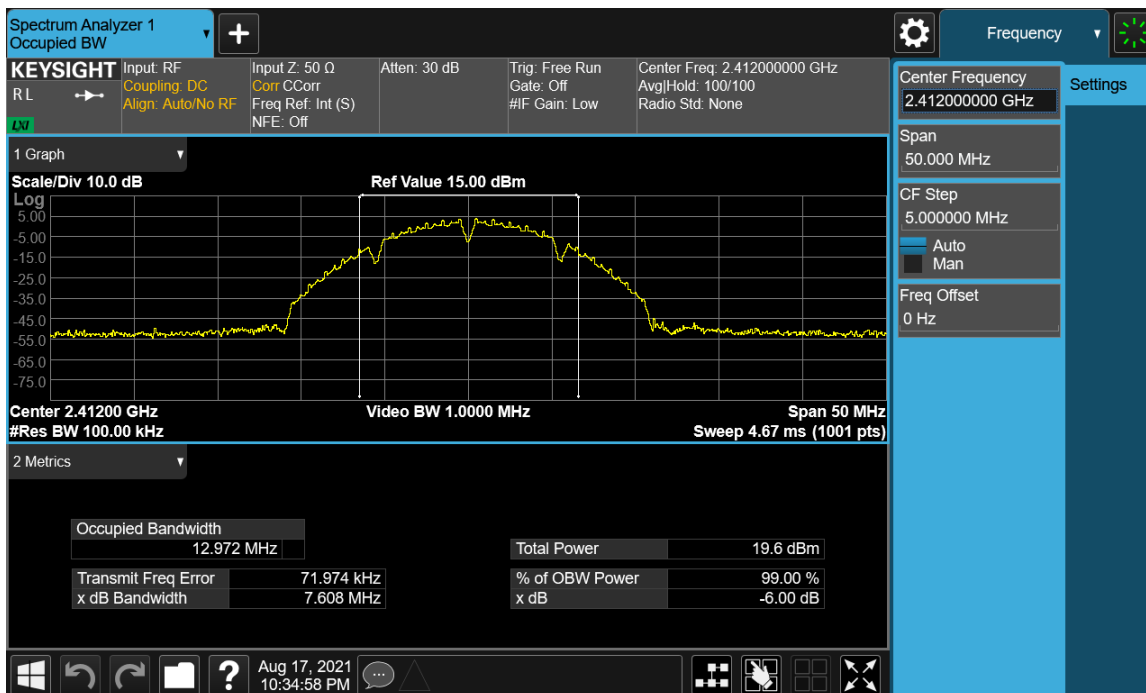 Spectrum Analyzer 1
Occupied BW
+
Frequency
KEYSIGHT
RL
LXI
Input: RF
Coupling: DC
Align: Auto/No RF
Input Z: 50 Ω
Corr CCorr
Freq Ref: Int (S)
NFE: Off
Atten: 30 dB
Trig: Free Run
Gate: Off
#IF Gain: Low
Center Freq: 2.412000000 GHz
Avg|Hold: 100/100
Radio Std: None
Center Frequency
2.412000000 GHz
Settings
Span
50.000 MHz
CF Step
5.000000 MHz
Auto
Man
Freq Offset
0 Hz
1 Graph
Scale/Div 10.0 dB
Ref Value 15.00 dBm
Log
5.00
-5.00
-15.0
-25.0
-35.0
-45.0
-55.0
-65.0
-75.0
Center 2.41200 GHz
Video BW 1.0000 MHz
Span 50 MHz
#Res BW 100.00 kHz
Sweep 4.67 ms (1001 pts)
2 Metrics
Occupied Bandwidth
12.972 MHz
Total Power 19.6 dBm
Transmit Freq Error 71.974 kHz
% of OBW Power 99.00 %
x dB Bandwidth 7.608 MHz
x dB -6.00 dB
?
Aug 17, 2021
10:34:58 PM